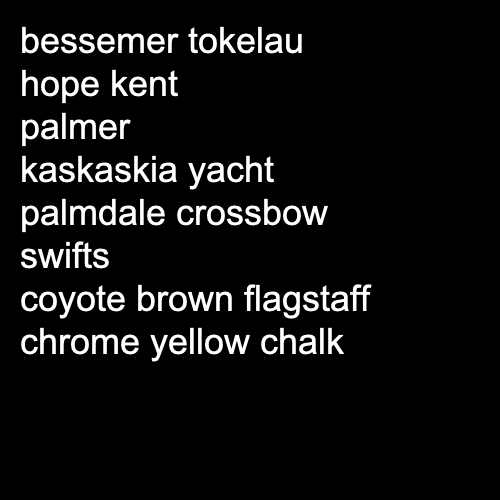 bessemer tokelau
hope kent
palmer
kaskaskia yacht
palmdale crossbow
swifts
coyote brown flagstaff
chrome yellow chalk